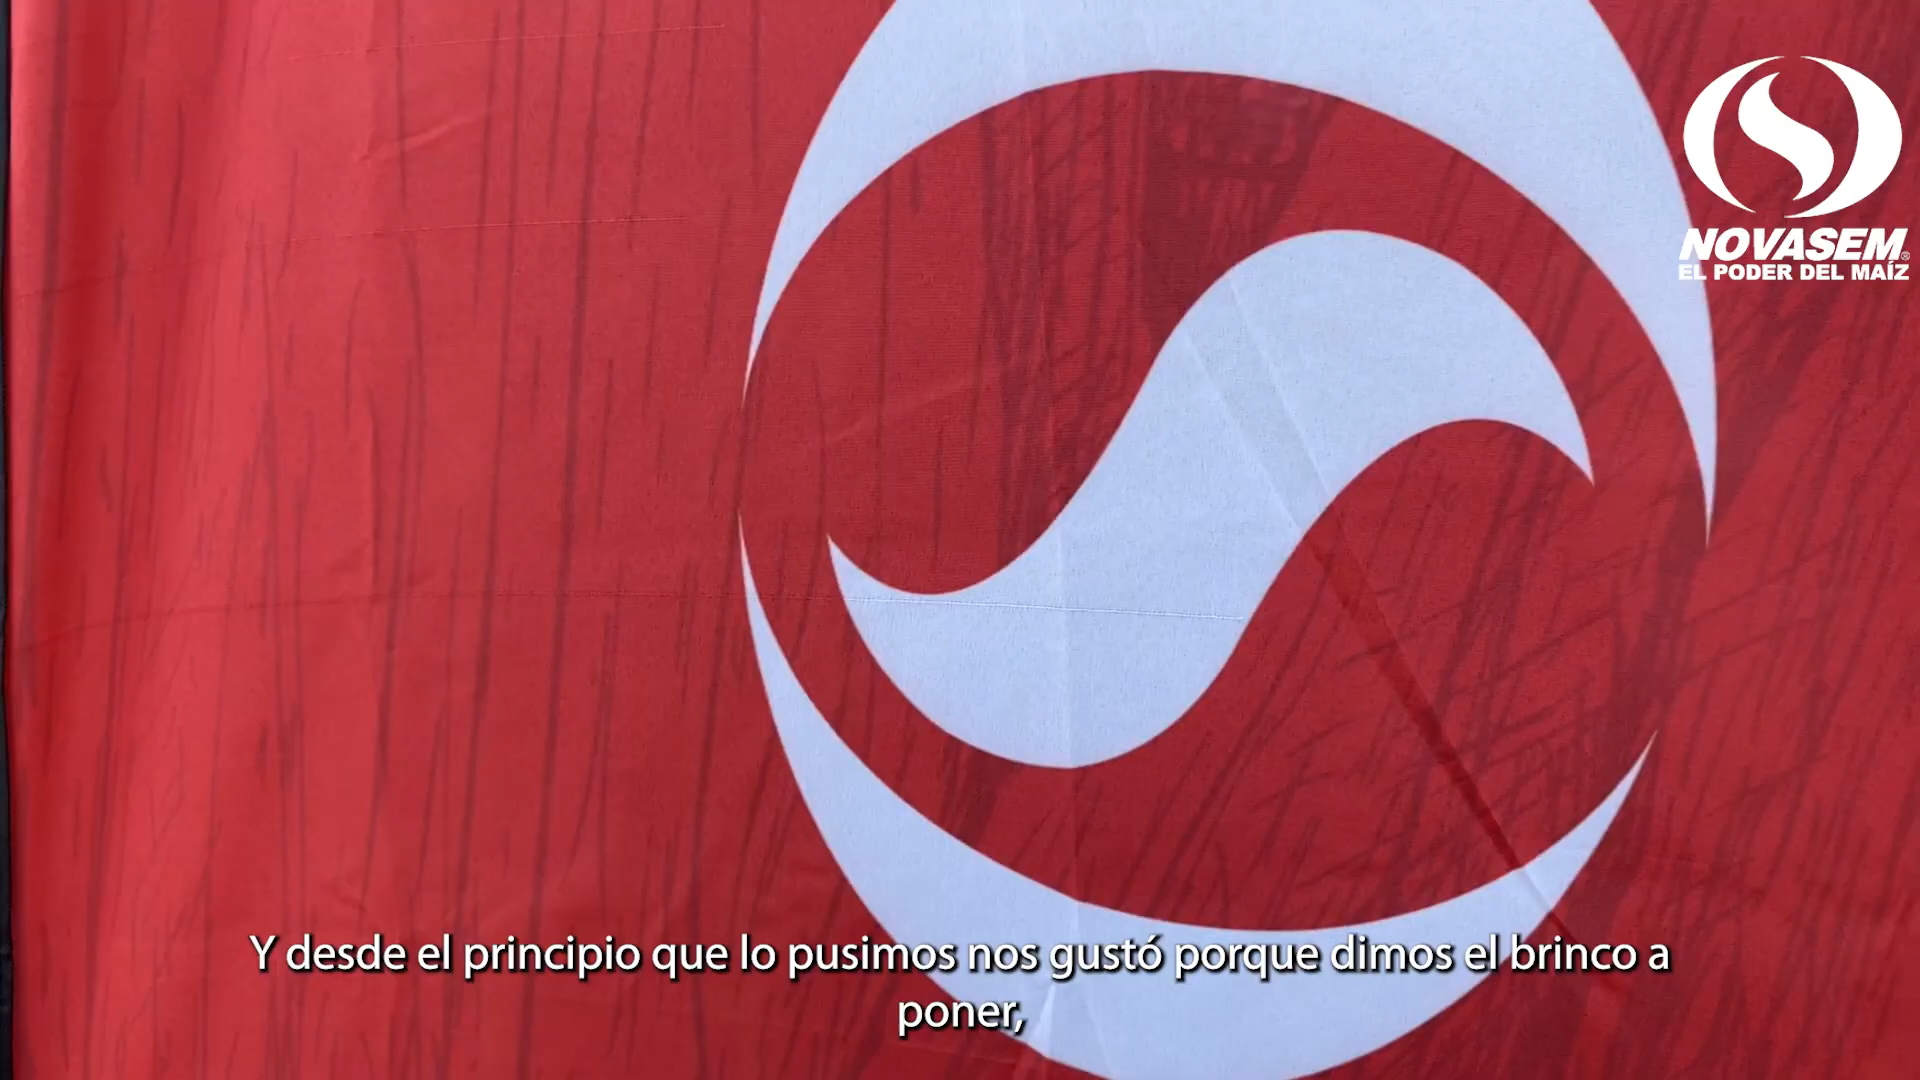 NOVASEM®
EL PODER DEL MAÍZ
Y desde el principio que lo pusimos nos gustó porque dimos el brinco a
poner,